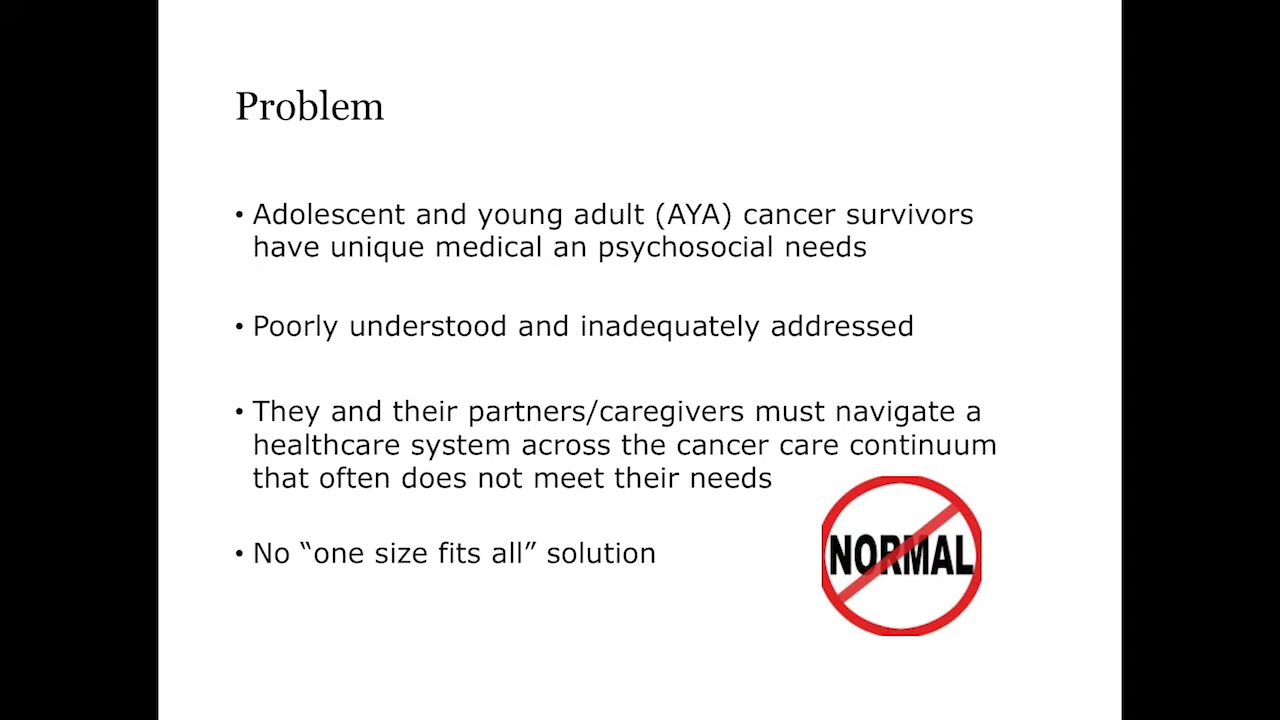 Problem
• Adolescent and young adult (AYA) cancer survivors
have unique medical an psychosocial needs
• Poorly understood and inadequately addressed
• They and their partners/caregivers must navigate a
healthcare system across the cancer care continuum
that often does not meet their needs
• No “one size fits all” solution
NORMAL